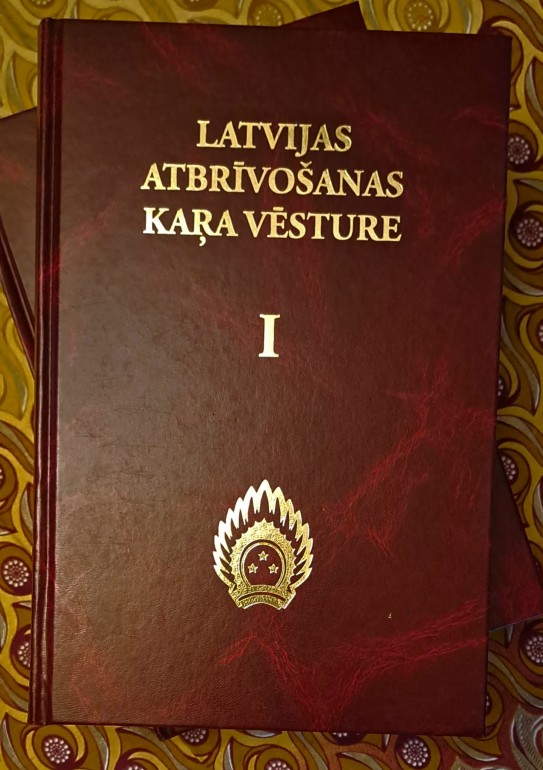 LATVIJAS
ATBRĪVOŠANAS
KAŖA VĒSTURE
I